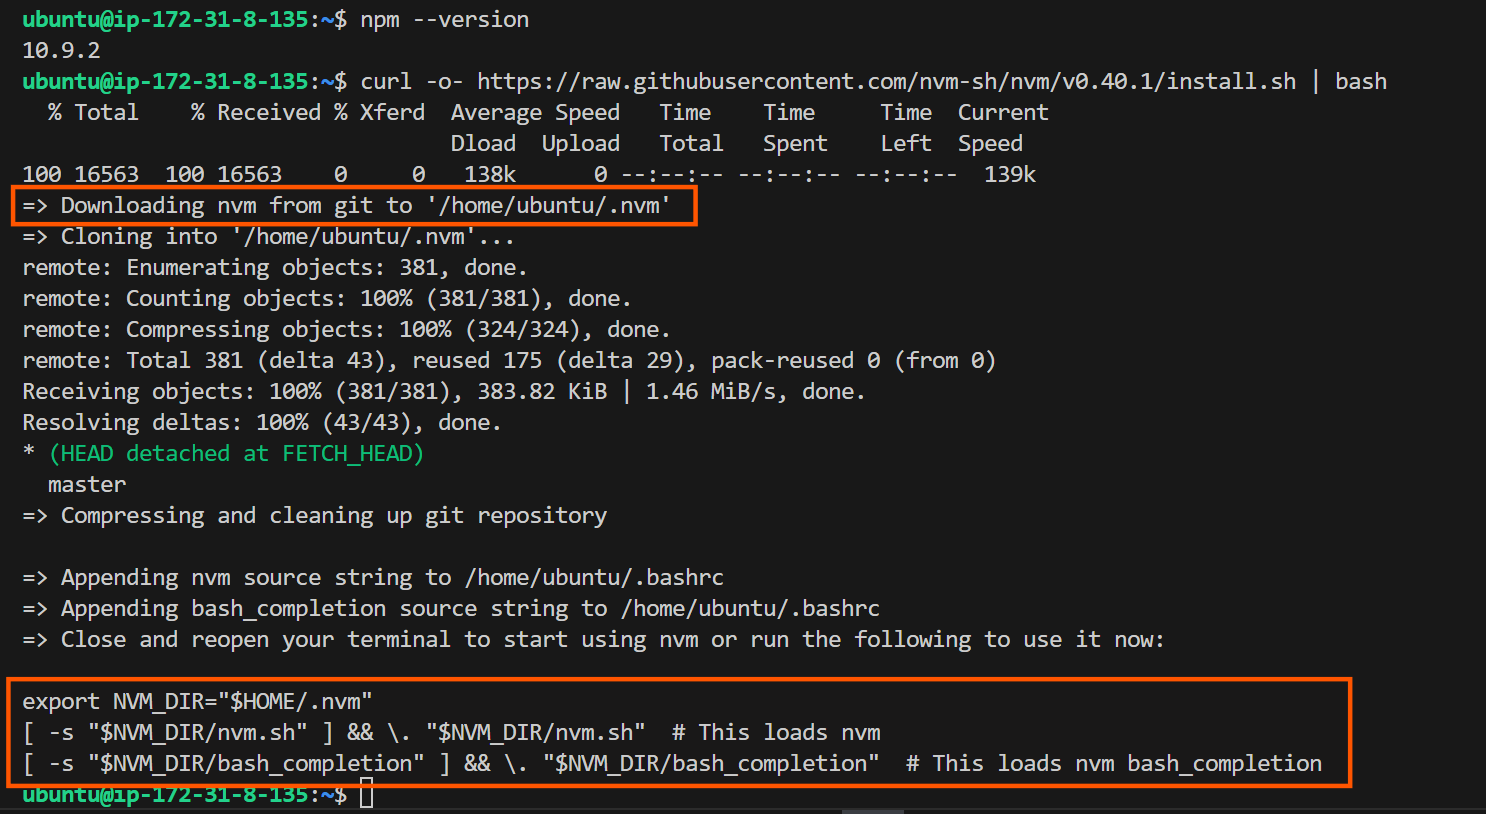 ubuntu@ip-172-31-8-135:~$ npm --version
10.9.2
ubuntu@ip-172-31-8-135:~$ curl -o- https://raw.githubusercontent.com/nvm-sh/nvm/v0.40.1/install.sh | bash
  % Total    % Received % Xferd  Average Speed   Time    Time     Time  Current
                                 Dload  Upload   Total   Spent    Left  Speed
100 16563  100 16563    0     0   138k      0 --:--:-- --:--:-- --:--:--  139k
=> Downloading nvm from git to '/home/ubuntu/.nvm'
=> Cloning into '/home/ubuntu/.nvm'...
remote: Enumerating objects: 381, done.
remote: Counting objects: 100% (381/381), done.
remote: Compressing objects: 100% (324/324), done.
remote: Total 381 (delta 43), reused 175 (delta 29), pack-reused 0 (from 0)
Receiving objects: 100% (381/381), 383.82 KiB | 1.46 MiB/s, done.
Resolving deltas: 100% (43/43), done.
* (HEAD detached at FETCH_HEAD)
  master
=> Compressing and cleaning up git repository
=> Appending nvm source string to /home/ubuntu/.bashrc
=> Appending bash_completion source string to /home/ubuntu/.bashrc
=> Close and reopen your terminal to start using nvm or run the following to use it now:
export NVM_DIR="$HOME/.nvm"
[ -s "$NVM_DIR/nvm.sh" ] && \. "$NVM_DIR/nvm.sh"  # This loads nvm
[ -s "$NVM_DIR/bash_completion" ] && \. "$NVM_DIR/bash_completion"  # This loads nvm bash_completion
ubuntu@ip-172-31-8-135:~$